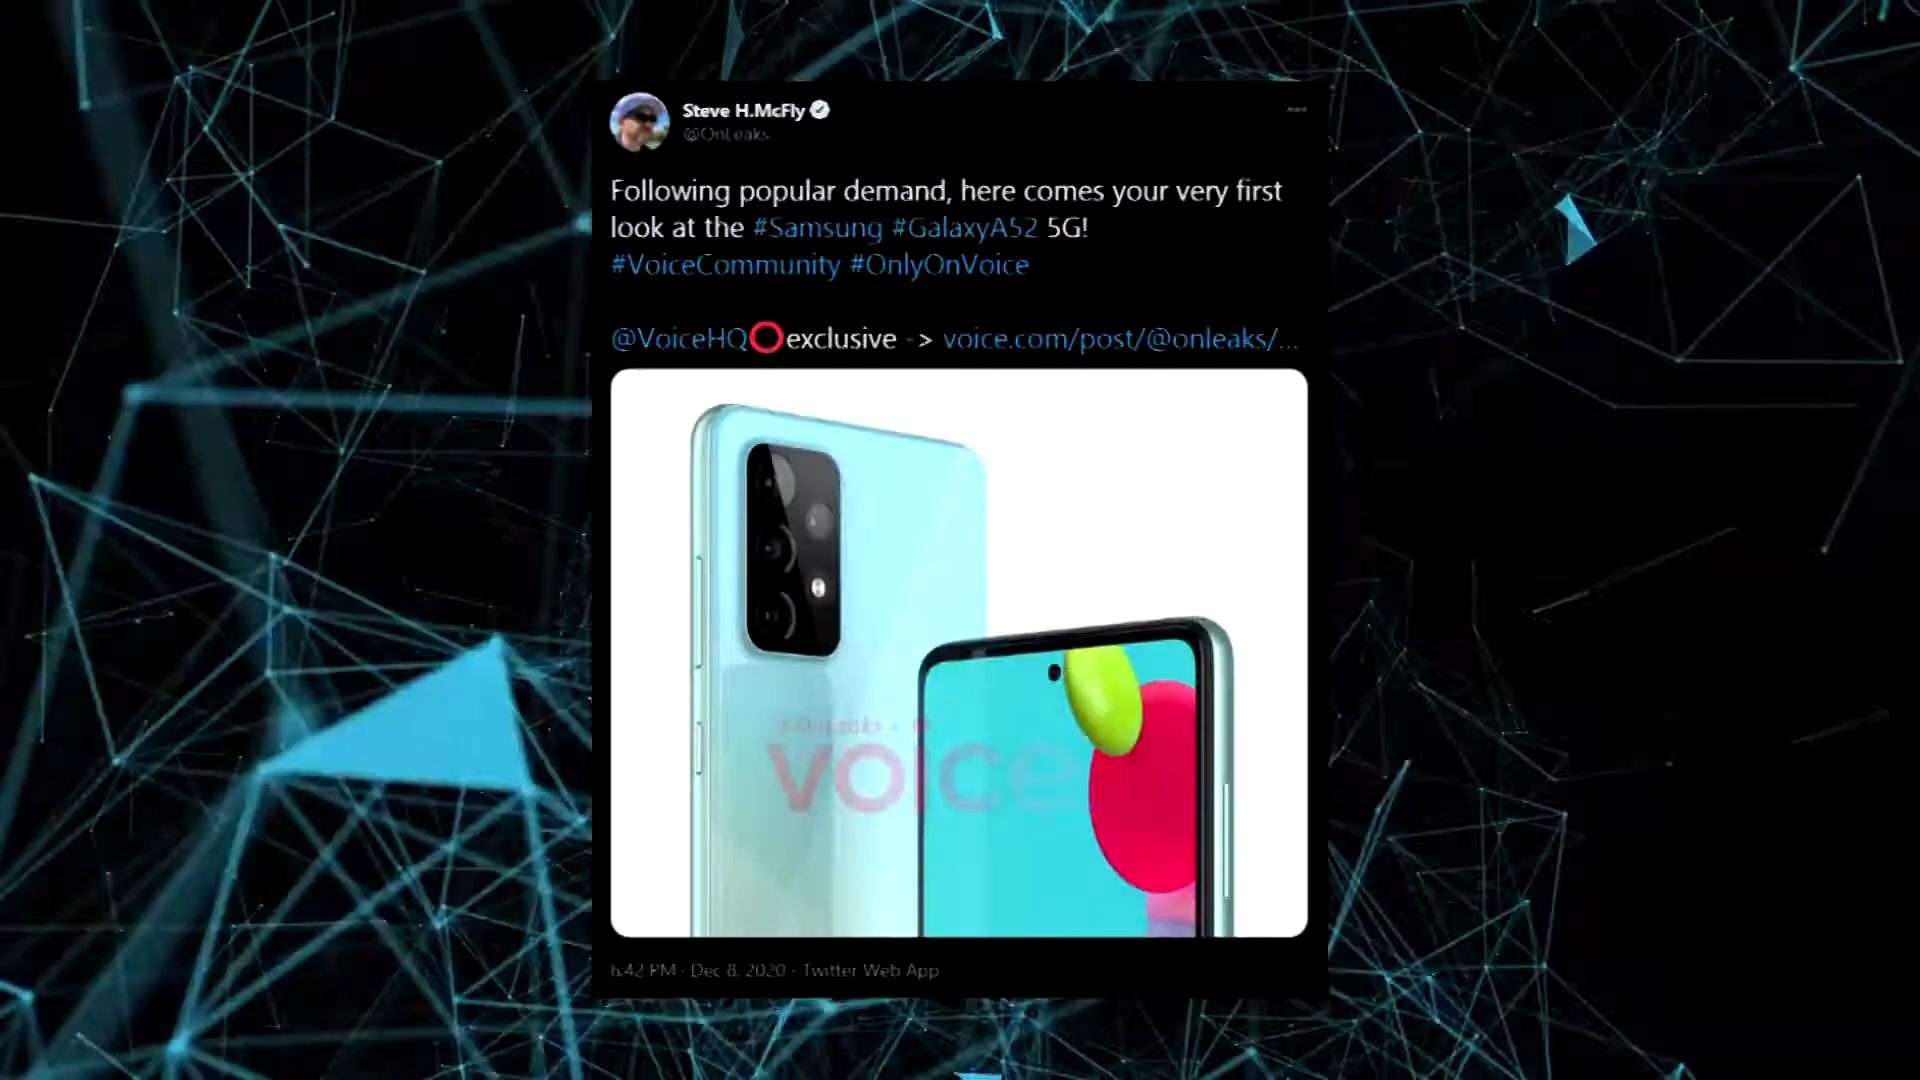 Steve H.McFly
@OnLeaks
Following popular demand, here comes your very first
look at the #Samsung #GalaxyA52 5G!
#VoiceCommunity #OnlyOnVoice
@VoiceHQ⭕exclusive -> voice.com/post/@onleaks/...
voice
6:42 PM · Dec 8, 2020 · Twitter Web App